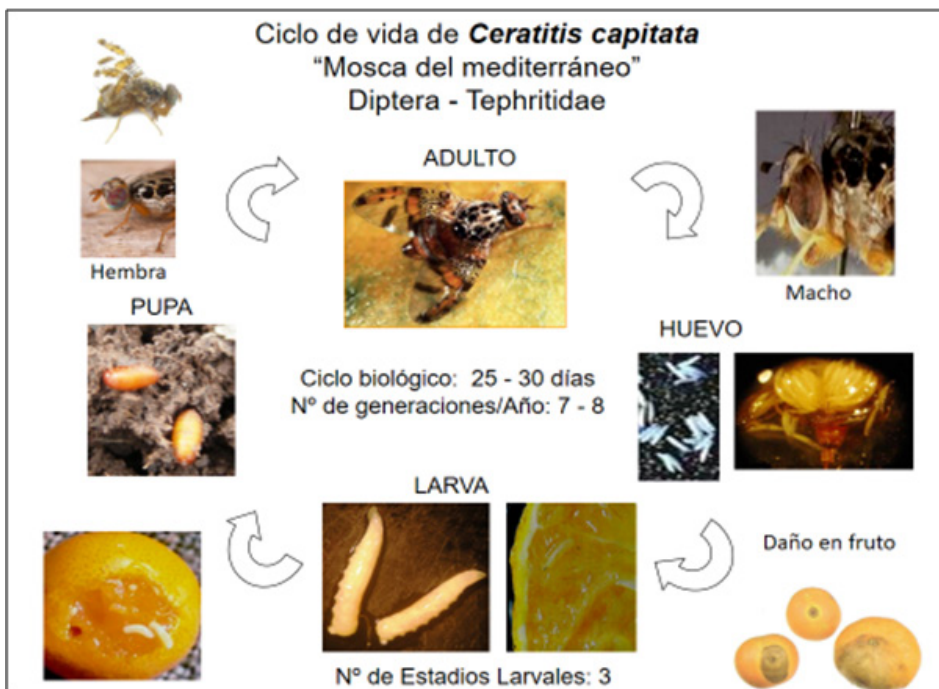 Ciclo de vida de Ceratitis capitata
“Mosca del mediterráneo”
Diptera - Tephritidae
ADULTO
Hembra
Macho
PUPA
HUEVO
Ciclo biológico: 25 - 30 días
Nº de generaciones/Año: 7 - 8
LARVA
Daño en fruto
Nº de Estadios Larvales: 3